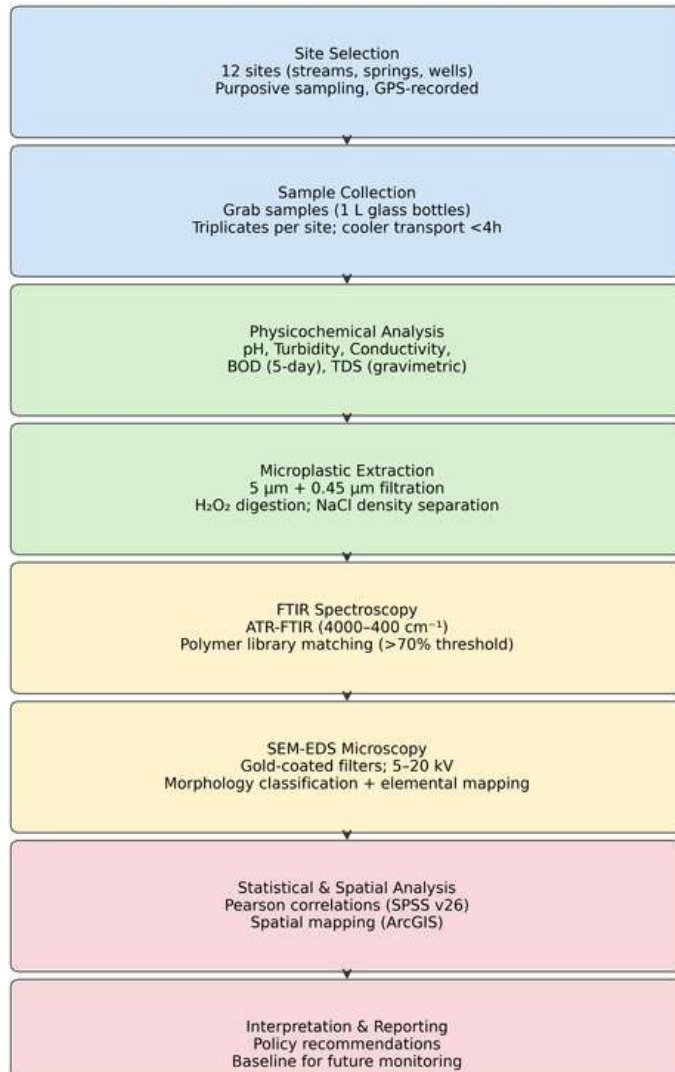 Site Selection
12 sites (streams, springs, wells)
Purposive sampling, GPS-recorded
Sample Collection
Grab samples (1 L glass bottles)
Triplicates per site; cooler transport <4h
Physicochemical Analysis
pH, Turbidity, Conductivity,
BOD (5-day), TDS (gravimetric)
Microplastic Extraction
5 µm + 0.45 µm filtration
H₂O₂ digestion; NaCl density separation
FTIR Spectroscopy
ATR-FTIR (4000–400 cm⁻¹)
Polymer library matching (>70% threshold)
SEM-EDS Microscopy
Gold-coated filters; 5–20 kV
Morphology classification + elemental mapping
Statistical & Spatial Analysis
Pearson correlations (SPSS v26)
Spatial mapping (ArcGIS)
Interpretation & Reporting
Policy recommendations
Baseline for future monitoring